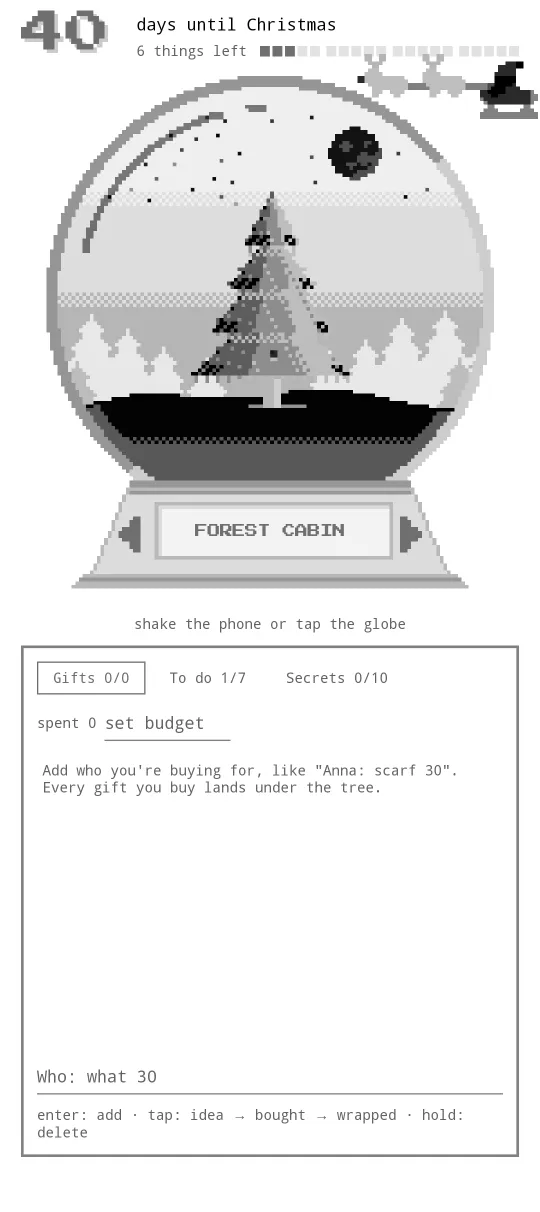 40
days until Christmas
6 things left
FOREST CABIN
shake the phone or tap the globe
Gifts 0/0 To do 1/7 Secrets 0/10
spent 0 set budget
Add who you're buying for, like "Anna: scarf 30".
Every gift you buy lands under the tree.
Who: what 30
enter: add · tap: idea → bought → wrapped · hold:
delete